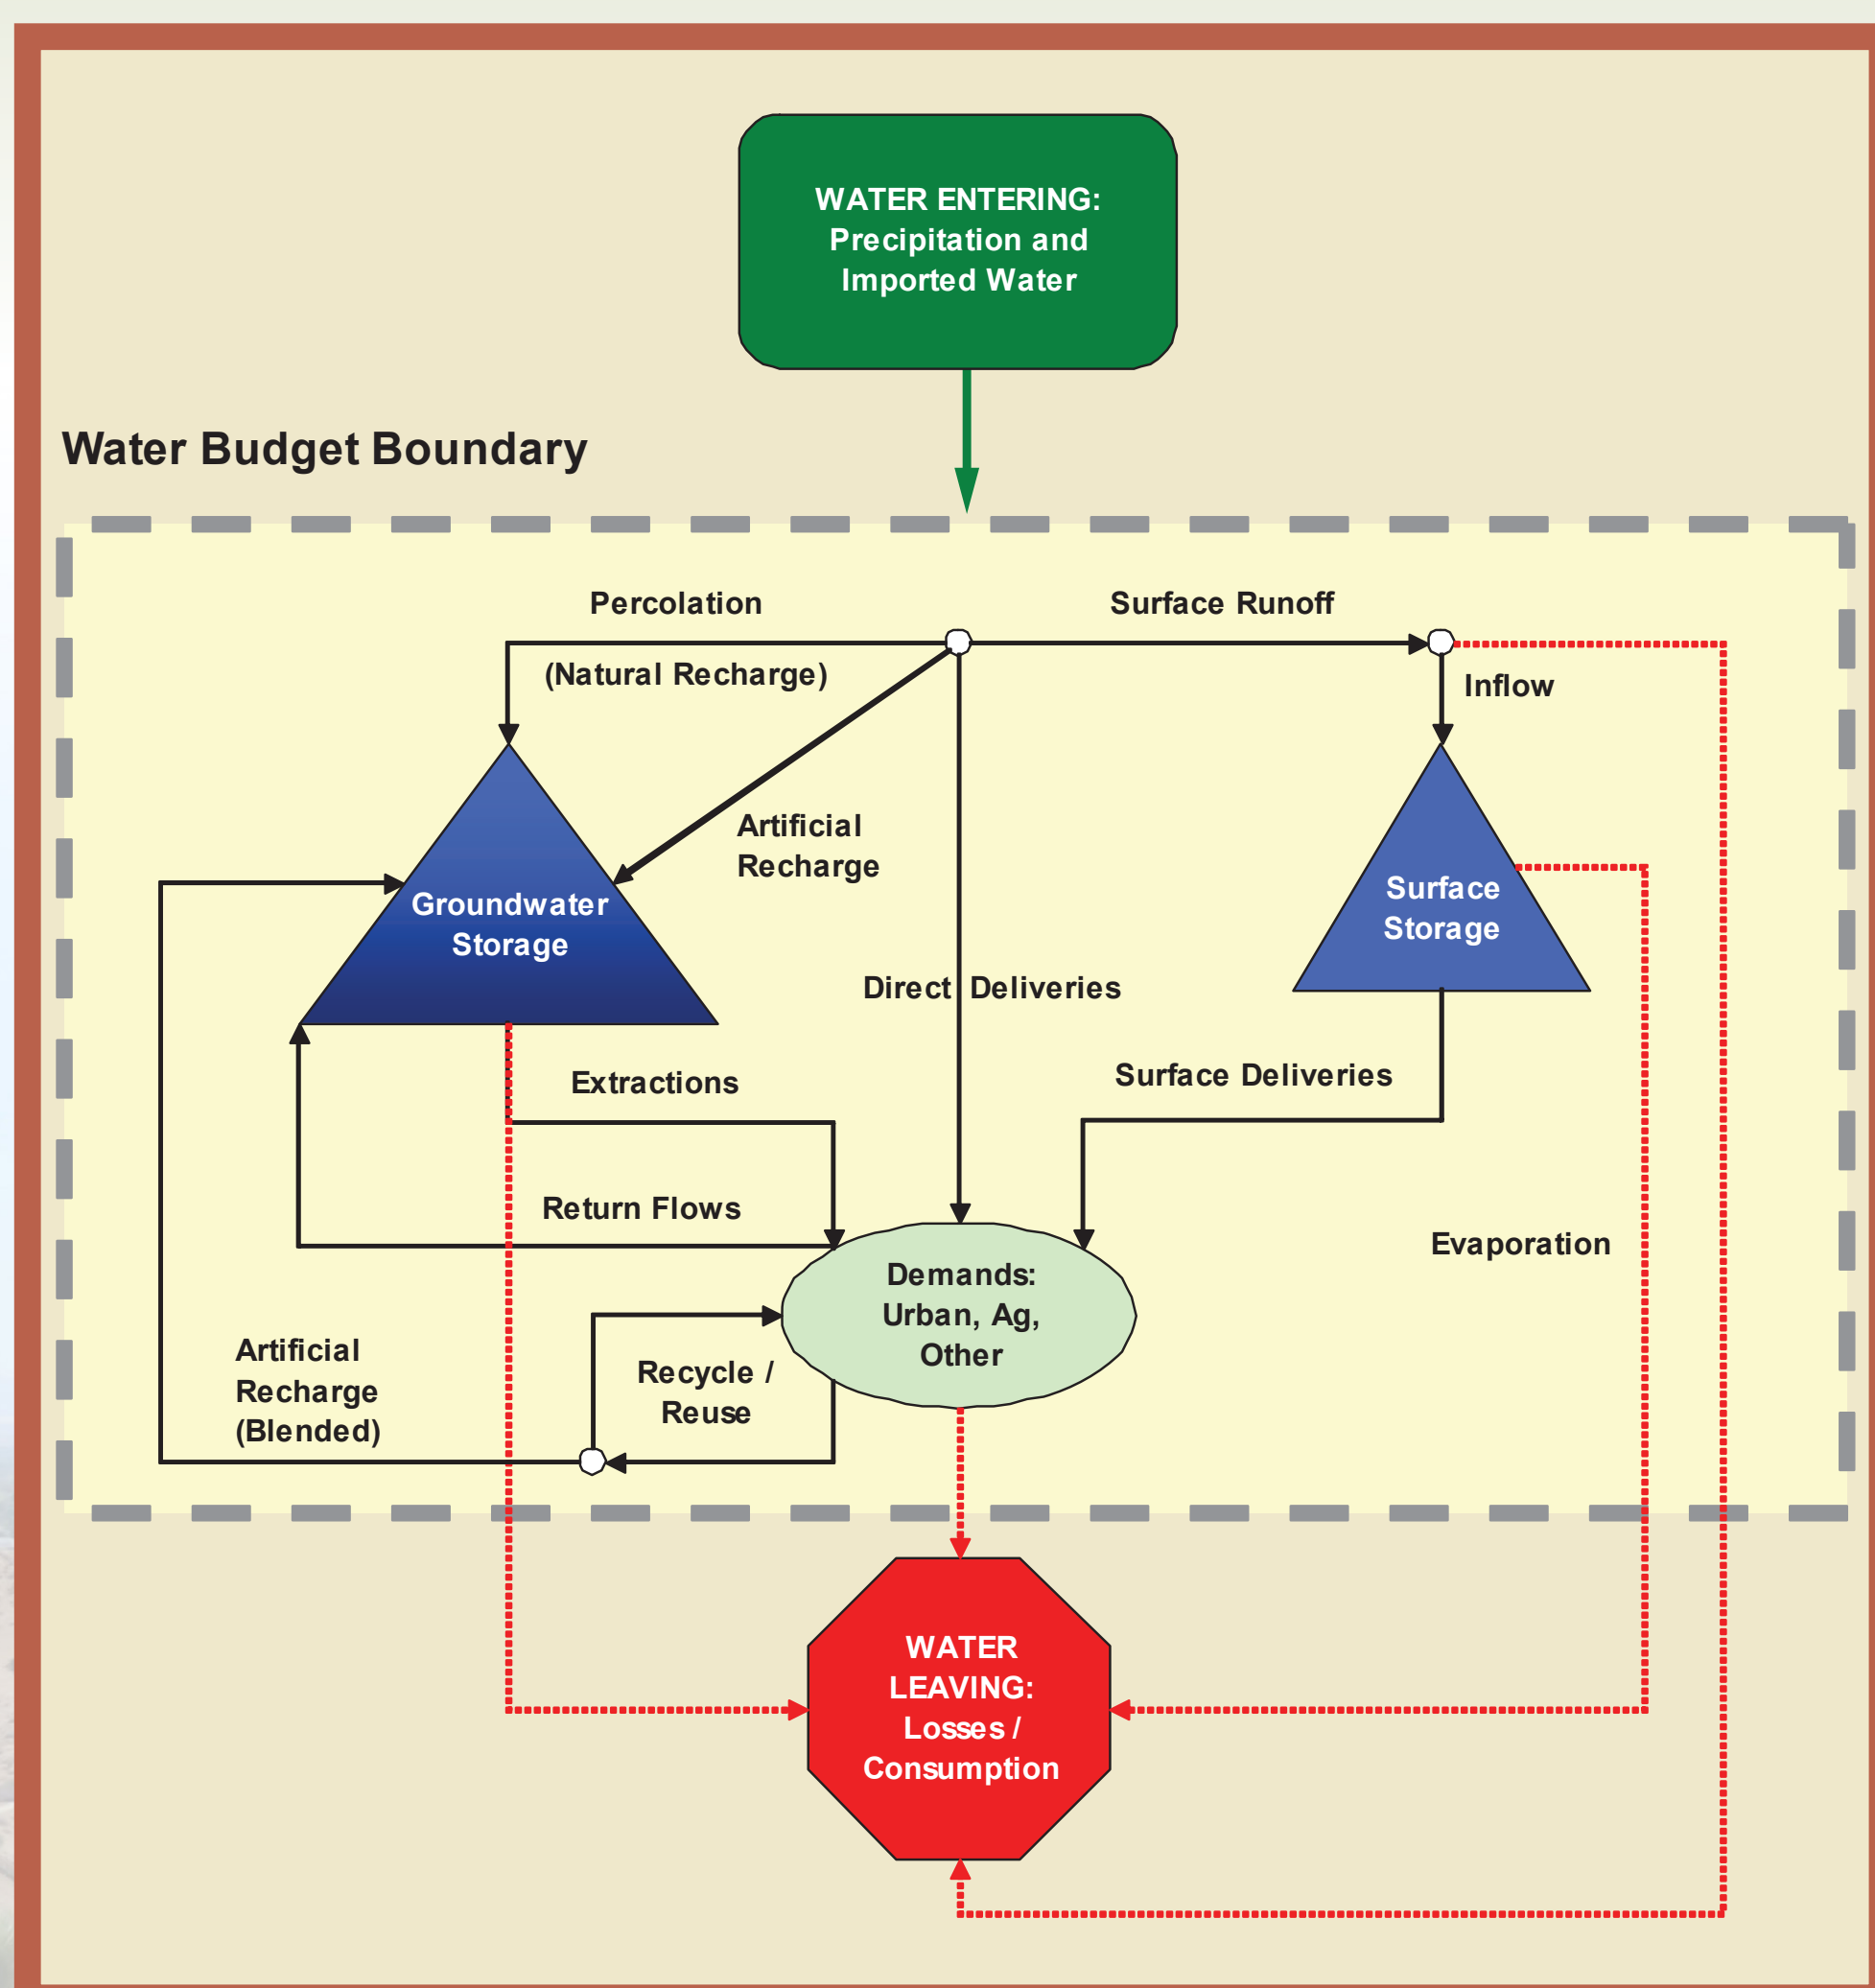 WATER ENTERING:
Precipitation and
Imported Water
Water Budget Boundary
Percolation
(Natural Recharge)
Surface Runoff
Inflow
Artificial
Recharge
Groundwater
Storage
Surface
Storage
Direct Deliveries
Extractions
Surface Deliveries
Return Flows
Evaporation
Demands:
Urban, Ag,
Other
Artificial
Recharge
(Blended)
Recycle /
Reuse
WATER
LEAVING:
Losses /
Consumption